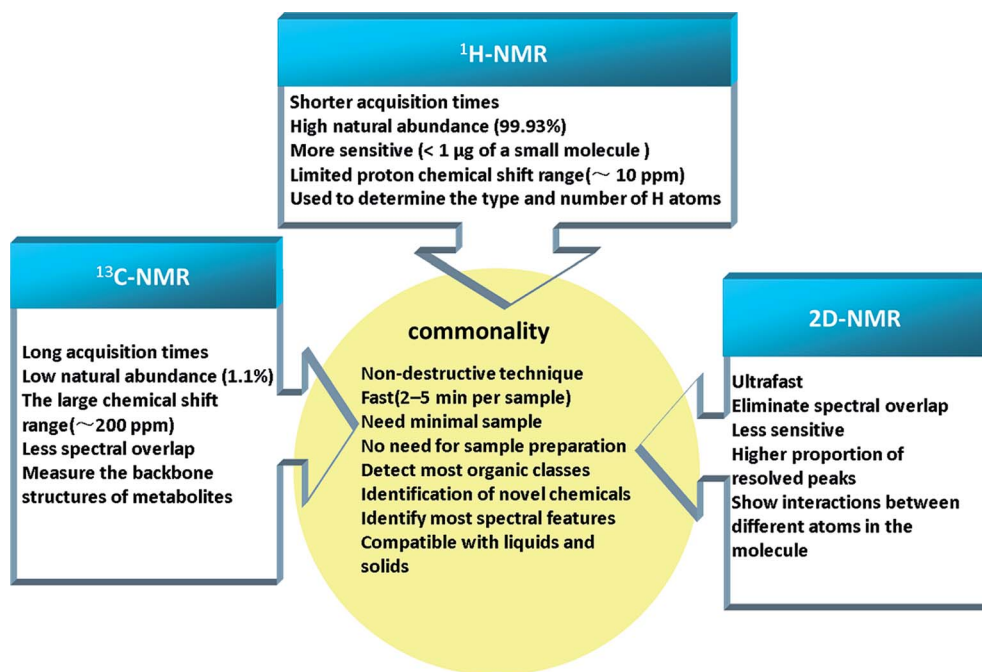 ¹H-NMR
Shorter acquisition times
High natural abundance (99.93%)
More sensitive (< 1 μg of a small molecule )
Limited proton chemical shift range(～ 10 ppm)
Used to determine the type and number of H atoms
¹³C-NMR
Long acquisition times
Low natural abundance (1.1%)
The large chemical shift
range(～200 ppm)
Less spectral overlap
Measure the backbone
structures of metabolites
commonality
Non-destructive technique
Fast(2–5 min per sample)
Need minimal sample
No need for sample preparation
Detect most organic classes
Identification of novel chemicals
Identify most spectral features
Compatible with liquids and
solids
2D-NMR
Ultrafast
Eliminate spectral overlap
Less sensitive
Higher proportion of
resolved peaks
Show interactions between
different atoms in the
molecule